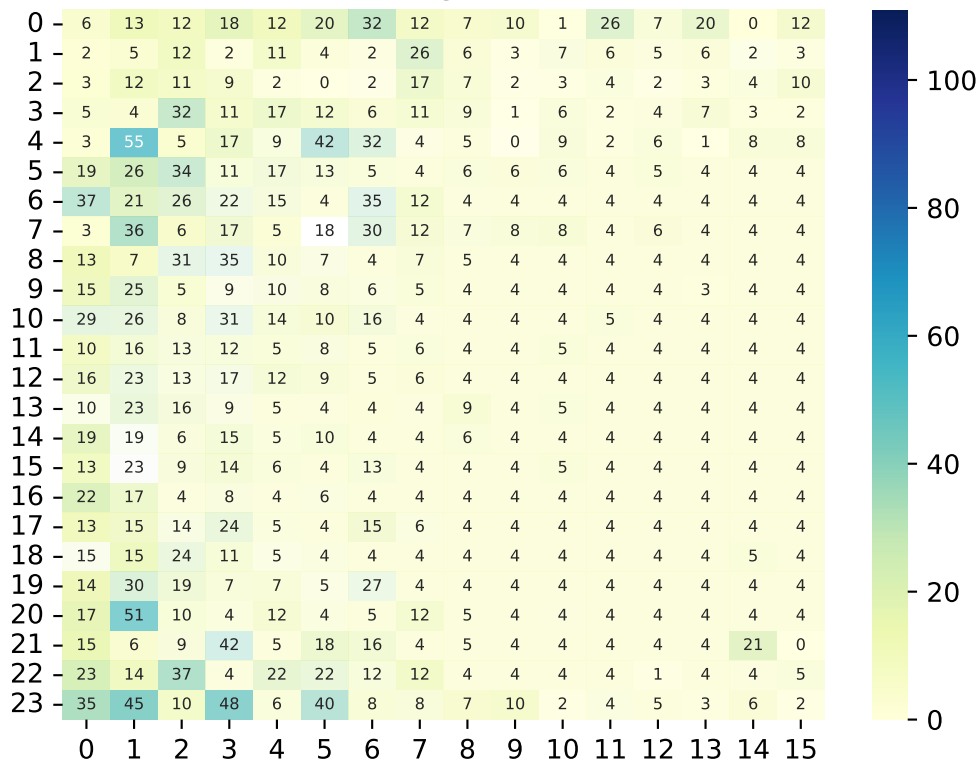 0 6 13 12 18 12 20 32 12 7 10 1 26 7 20 0 12
1 2 5 12 2 11 4 2 26 6 3 7 6 5 6 2 3
2 3 12 11 9 2 0 2 17 7 2 3 4 2 3 4 10
3 5 4 32 11 17 12 6 11 9 1 6 2 4 7 3 2
4 3 55 5 17 9 42 32 4 5 0 9 2 6 1 8 8
5 19 26 34 11 17 13 5 4 6 6 6 4 5 4 4 4
6 37 21 26 22 15 4 35 12 4 4 4 4 4 4 4 4
7 3 36 6 17 5 18 30 12 7 8 8 4 6 4 4 4
8 13 7 31 35 10 7 4 7 5 4 4 4 4 4 4 4
9 15 25 5 9 10 8 6 5 4 4 4 4 4 3 4 4
10 29 26 8 31 14 10 16 4 4 4 4 5 4 4 4 4
11 10 16 13 12 5 8 5 6 4 4 5 4 4 4 4 4
12 16 23 13 17 12 9 5 6 4 4 4 4 4 4 4 4
13 10 23 16 9 5 4 4 4 9 4 5 4 4 4 4 4
14 19 19 6 15 5 10 4 4 6 4 4 4 4 4 4 4
15 13 23 9 14 6 4 13 4 4 4 5 4 4 4 4 4
16 22 17 4 8 4 6 4 4 4 4 4 4 4 4 4 4
17 13 15 14 24 5 4 15 6 4 4 4 4 4 4 4 4
18 15 15 24 11 5 4 4 4 4 4 4 4 4 4 5 4
19 14 30 19 7 7 5 27 4 4 4 4 4 4 4 4 4
20 17 51 10 4 12 4 5 12 5 4 4 4 4 4 4 4
21 15 6 9 42 5 18 16 4 5 4 4 4 4 4 21 0
22 23 14 37 4 22 22 12 12 4 4 4 4 1 4 4 5
23 35 45 10 48 6 40 8 8 7 10 2 4 5 3 6 2
0 1 2 3 4 5 6 7 8 9 10 11 12 13 14 15
100
80
60
40
20
0